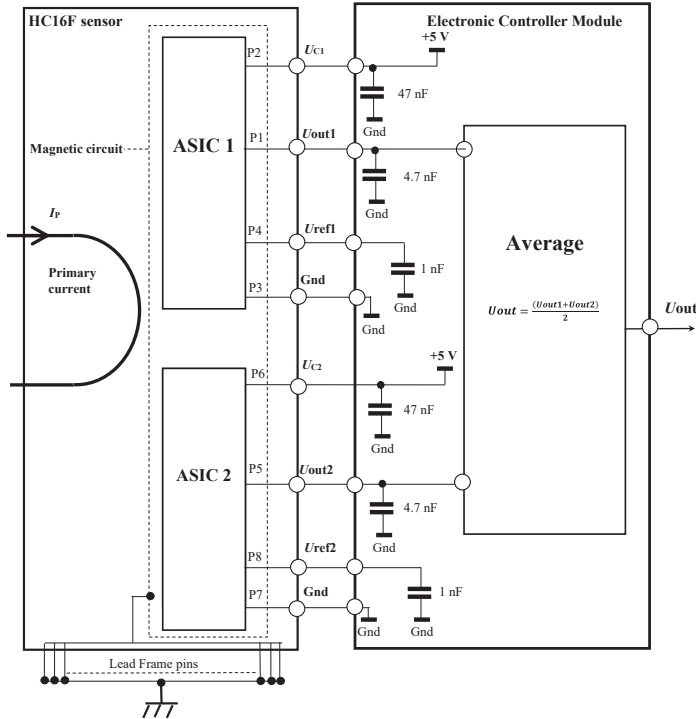 HC16F sensor
Electronic Controller Module
+5 V
P2
UC1
47 nF
Gnd
P1
Uout1
ASIC 1
Magnetic circuit
4.7 nF
Gnd
IP
P4
Uref1
Average
Primary
current
1 nF
P3
Gnd
Gnd
Gnd
Uout = (Uout1+Uout2)
2
Uout
+5 V
P6
UC2
47 nF
Gnd
ASIC 2
P5
Uout2
4.7 nF
Gnd
P8
Uref2
P7
Gnd
1 nF
Gnd
Gnd
Lead Frame pins